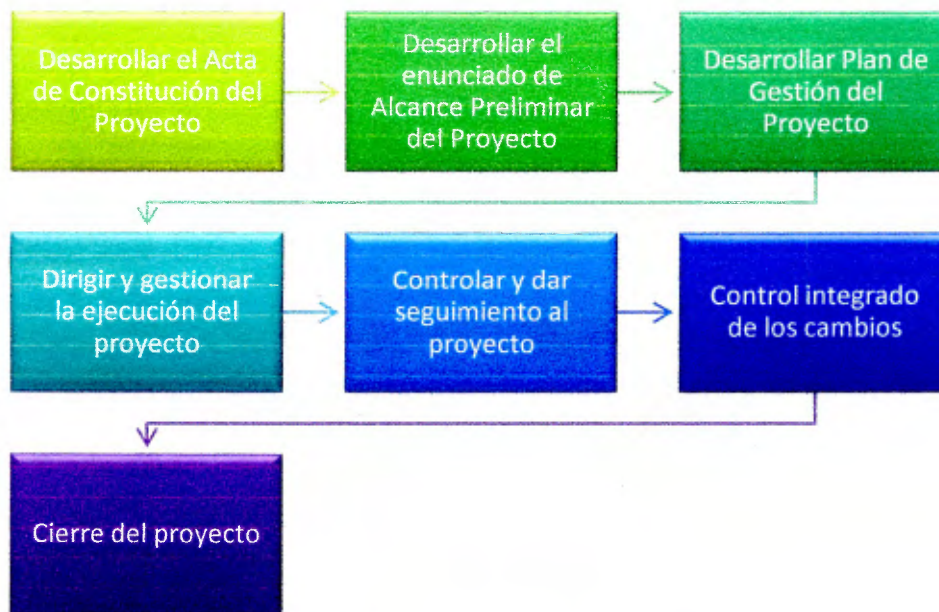 Desarrollar el Acta
de Constitución del
Proyecto
Desarrollar el
enunciado de
Alcance Preliminar
del Proyecto
Desarrollar Plan de
Gestión del
Proyecto
Dirigir y gestionar
la ejecución del
proyecto
Controlar y dar
seguimiento al
proyecto
Control integrado
de los cambios
Cierre del proyecto